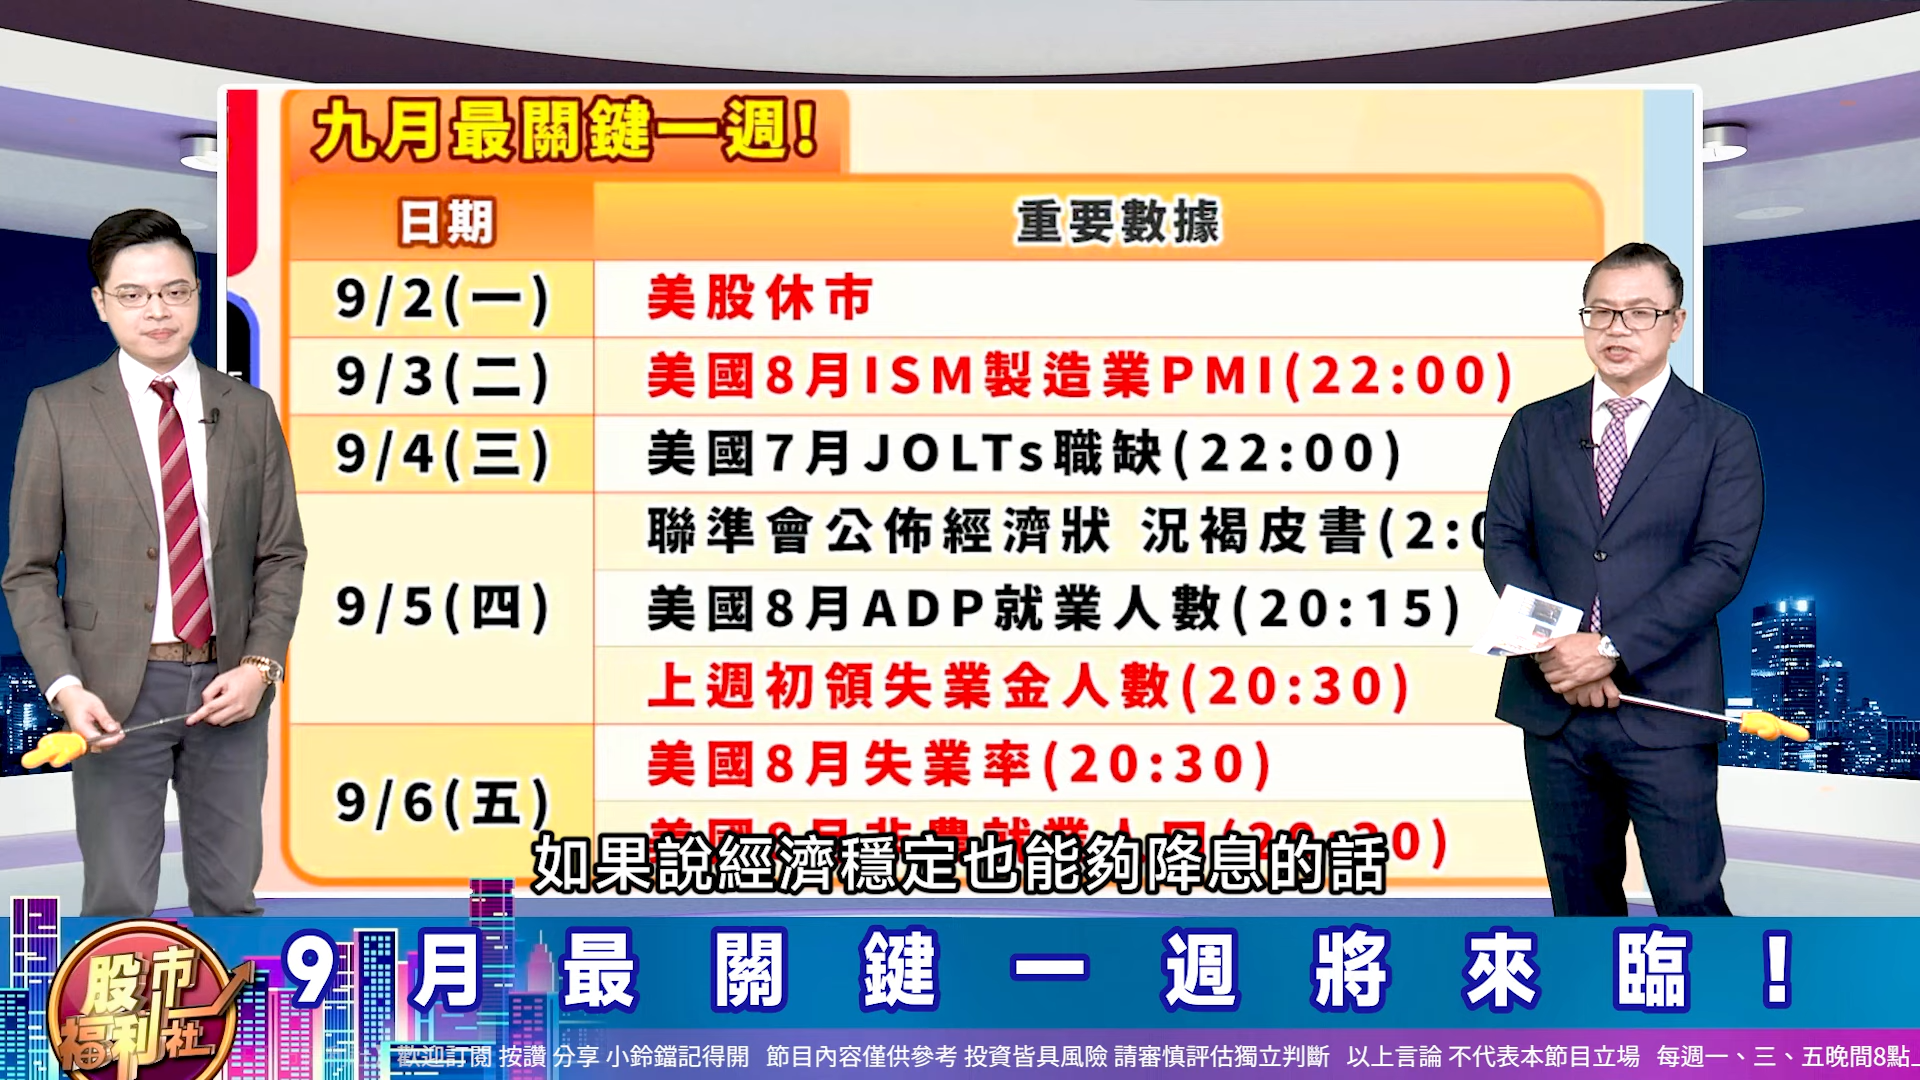 九月最關鍵一週!
日期 重要數據
9/2(一) 美股休市
9/3(二) 美國8月ISM製造業PMI(22:00)
9/4(三) 美國7月JOLTs職缺(22:00)
聯準會公佈經濟狀 況褐皮書(2:0
9/5(四) 美國8月ADP就業人數(20:15)
上週初領失業金人數(20:30)
美國8月失業率(20:30)
9/6(五)
如果說經濟穩定也能夠降息的話
9月最關鍵一週將來臨!
股市
福利社
歡迎訂閱 按讚 分享 小鈴鐺記得開 節目內容僅供參考 投資皆具風險 請審慎評估獨立判斷 以上言論 不代表本節目立場 每週一、三、五晚間8點